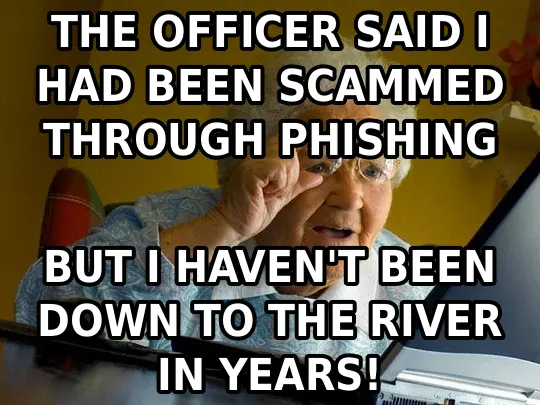 THE OFFICER SAID I
HAD BEEN SCAMMED
THROUGH PHISHING
BUT I HAVEN'T BEEN
DOWN TO THE RIVER
IN YEARS!